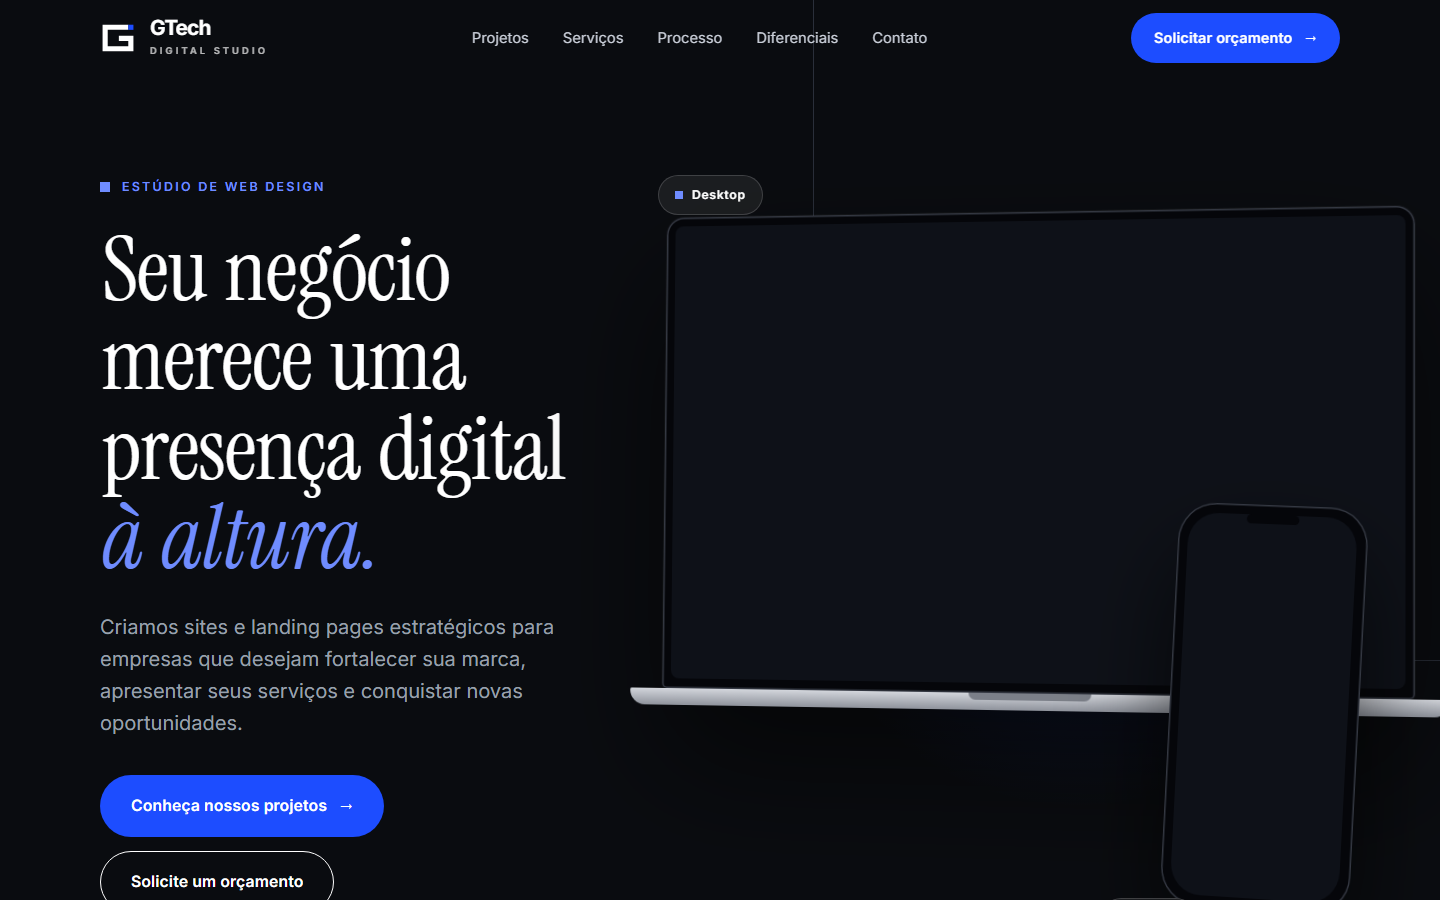 GTech
DIGITAL STUDIO
Projetos
Serviços
Processo
Diferenciais
Contato
Solicitar orçamento →
ESTÚDIO DE WEB DESIGN
Desktop
Seu negócio
merece uma
presença digital
à altura.
Criamos sites e landing pages estratégicos para
empresas que desejam fortalecer sua marca,
apresentar seus serviços e conquistar novas
oportunidades.
Conheça nossos projetos →
Solicite um orçamento